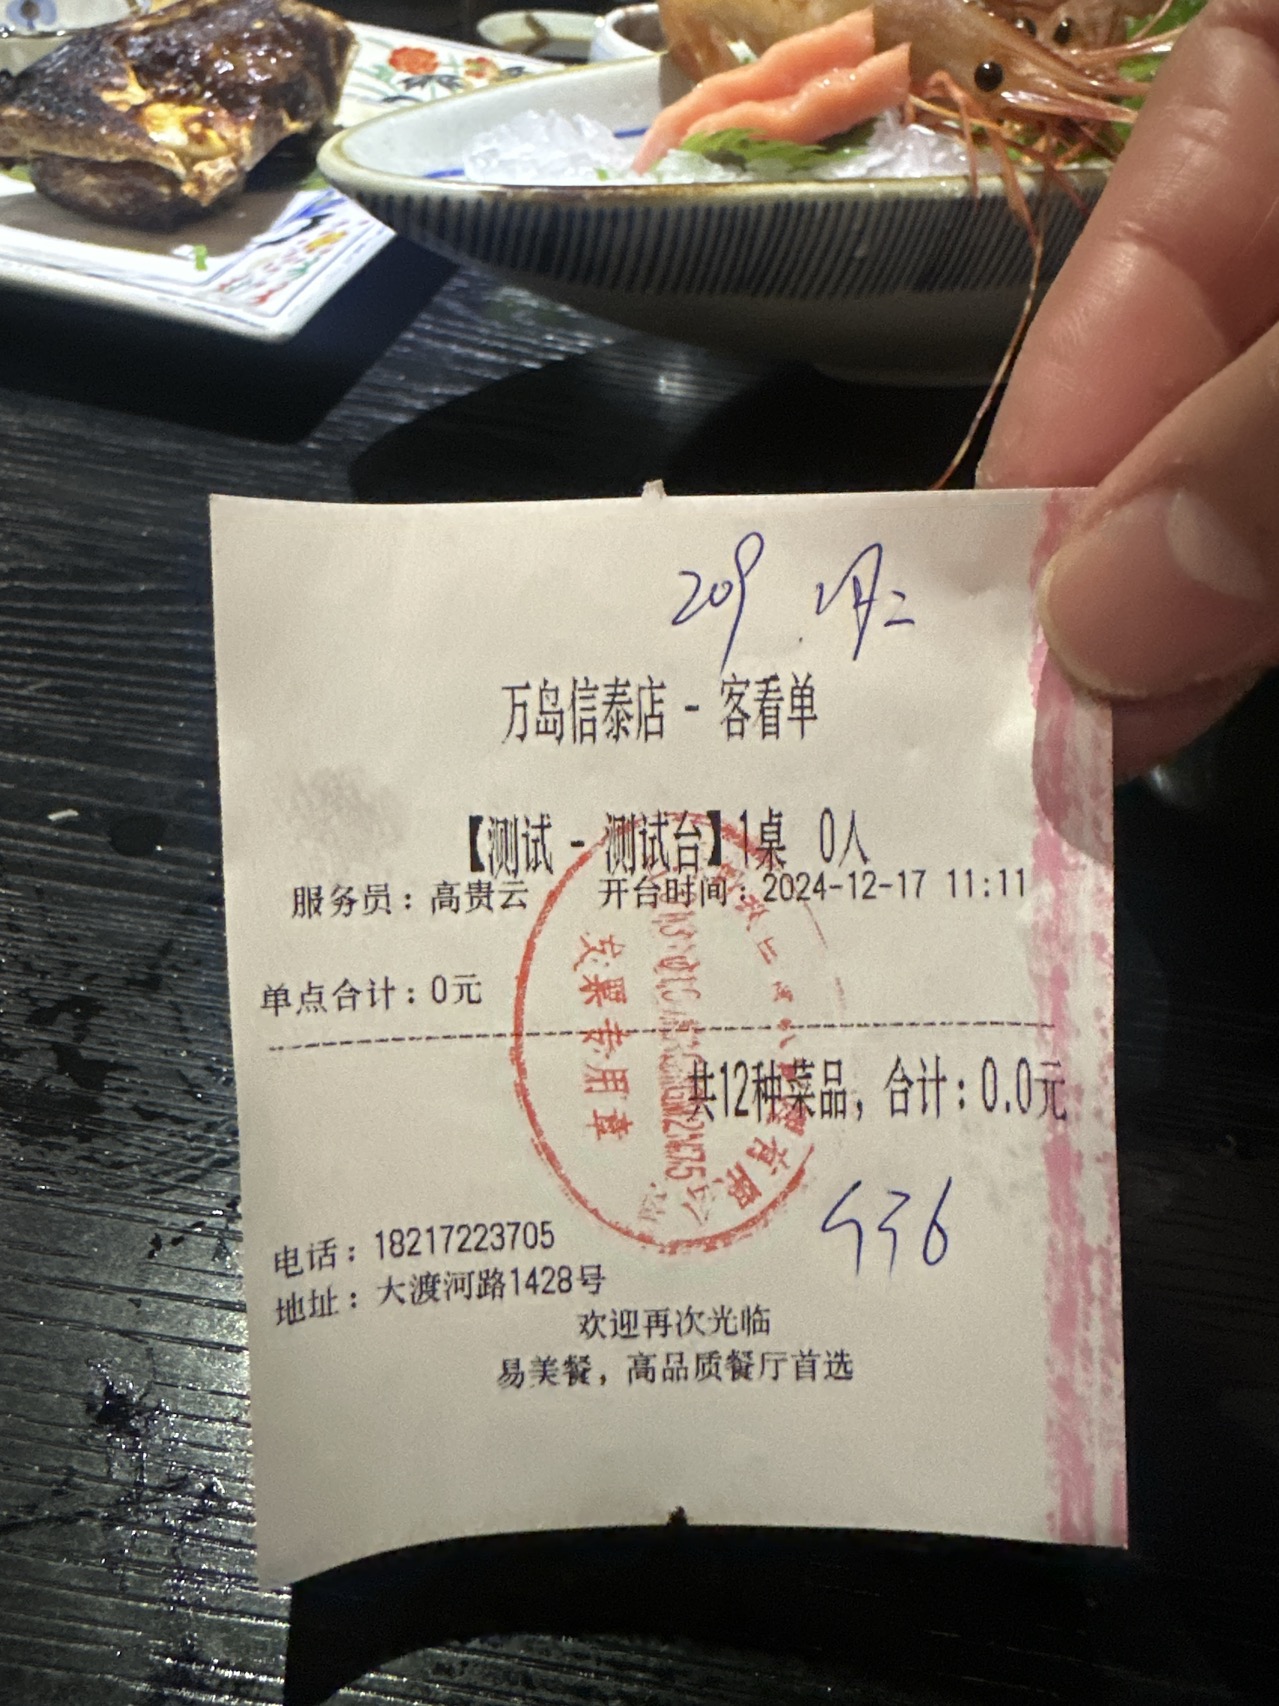 209
万岛信泰店 - 客看单
【测试 - 测试台】1桌 0人
服务员：高贵云 开台时间：2024-12-17 11:11
单点合计：0元
共12种菜品，合计：0.0元
发票专用章
电话：18217223705
地址：大渡河路1428号
欢迎再次光临
易美餐，高品质餐厅首选